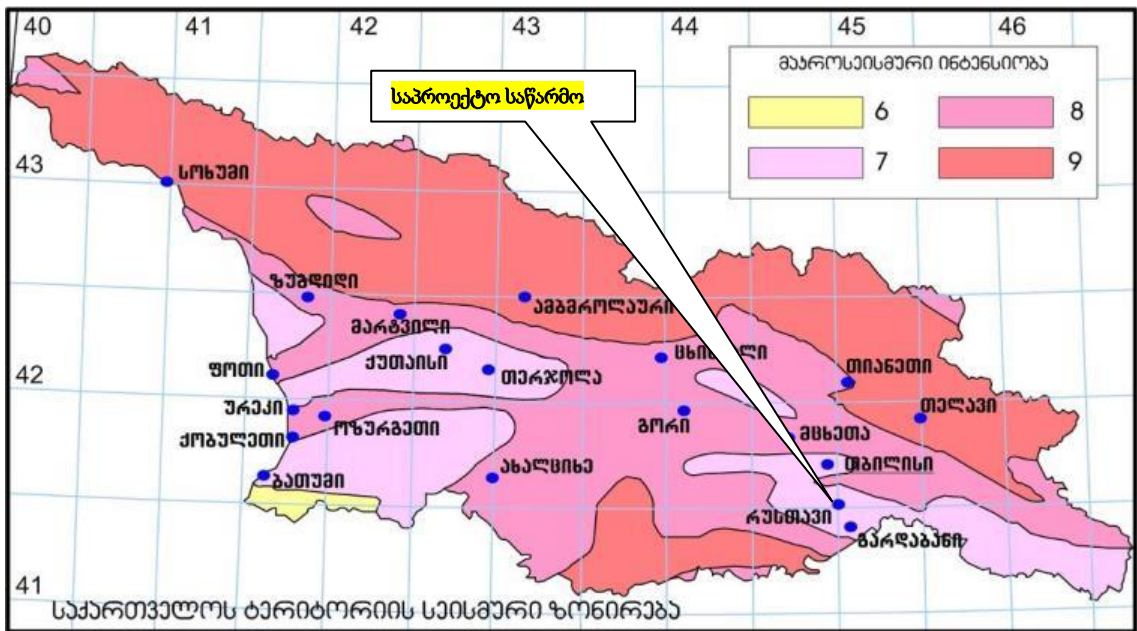 40 41 42 43 44 45 46
მაკროსეისმური ინტენსიობა
საპროექტო საწარმო
6 8
7 9
43
სოხუმი
ზუგდიდი
ამბმროლაური
მარტვილი
ქუთაისი
თერჯოლა
ფოთი
თიანეთი
42
ურეკი
თელავი
ოზურგეთი
გორი
მცხეთა
ქობულეთი
თბილისი
ახალციხე
ბათუმი
რუსთავი
გარდაბანი
41
საქართველოს ტერიტორიის სეისმური ზონირება